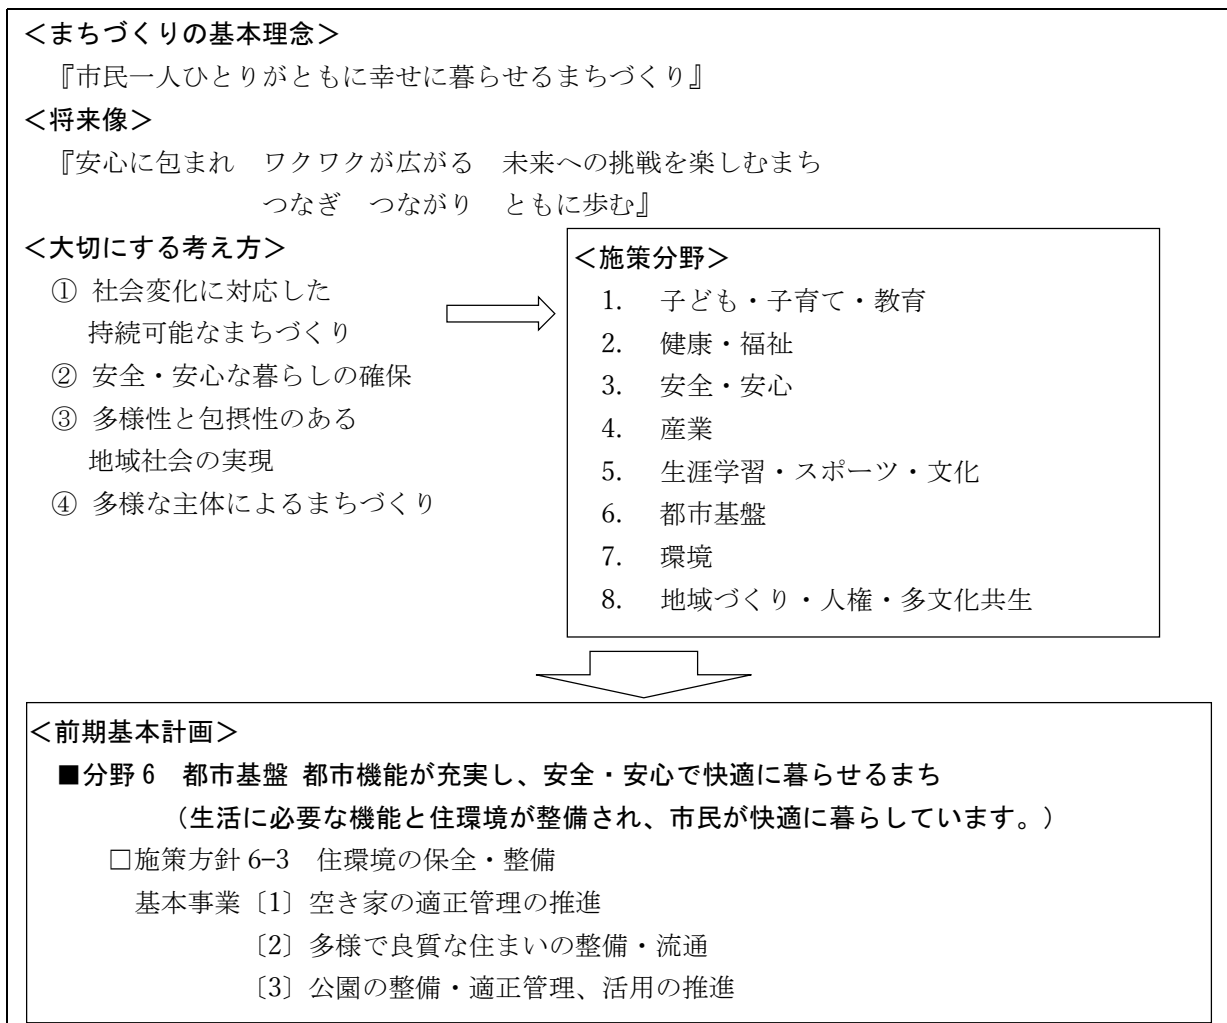 ＜まちづくりの基本理念＞
『市民一人ひとりがともに幸せに暮らせるまちづくり』
＜将来像＞
『安心に包まれ　ワクワクが広がる　未来への挑戦を楽しむまち
つなぎ　つながり　ともに歩む』
＜大切にする考え方＞
① 社会変化に対応した
持続可能なまちづくり
② 安全・安心な暮らしの確保
③ 多様性と包摂性のある
地域社会の実現
④ 多様な主体によるまちづくり
＜施策分野＞
1.　子ども・子育て・教育
2.　健康・福祉
3.　安全・安心
4.　産業
5.　生涯学習・スポーツ・文化
6.　都市基盤
7.　環境
8.　地域づくり・人権・多文化共生
＜前期基本計画＞
■分野６　都市基盤 都市機能が充実し、安全・安心で快適に暮らせるまち
（生活に必要な機能と住環境が整備され、市民が快適に暮らしています。）
□施策方針 6−3　住環境の保全・整備
基本事業〔1〕空き家の適正管理の推進
〔2〕多様で良質な住まいの整備・流通
〔3〕公園の整備・適正管理、活用の推進